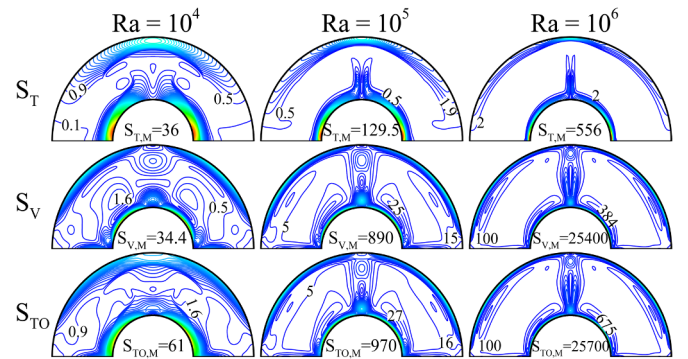 Ra = 10⁴ Ra = 10⁵ Ra = 10⁶
S_T
0.9 0.5 0.1 S_T,M=36
0.5 0.5 1.9 S_T,M=129.5
2 2 S_T,M=556
S_V
1.6 0.5 S_V,M=34.4
5 25 15 S_V,M=890
100 384 S_V,M=25400
S_TO
0.9 1.6 S_TO,M=61
5 27 16 S_TO,M=970
100 675 S_TO,M=25700